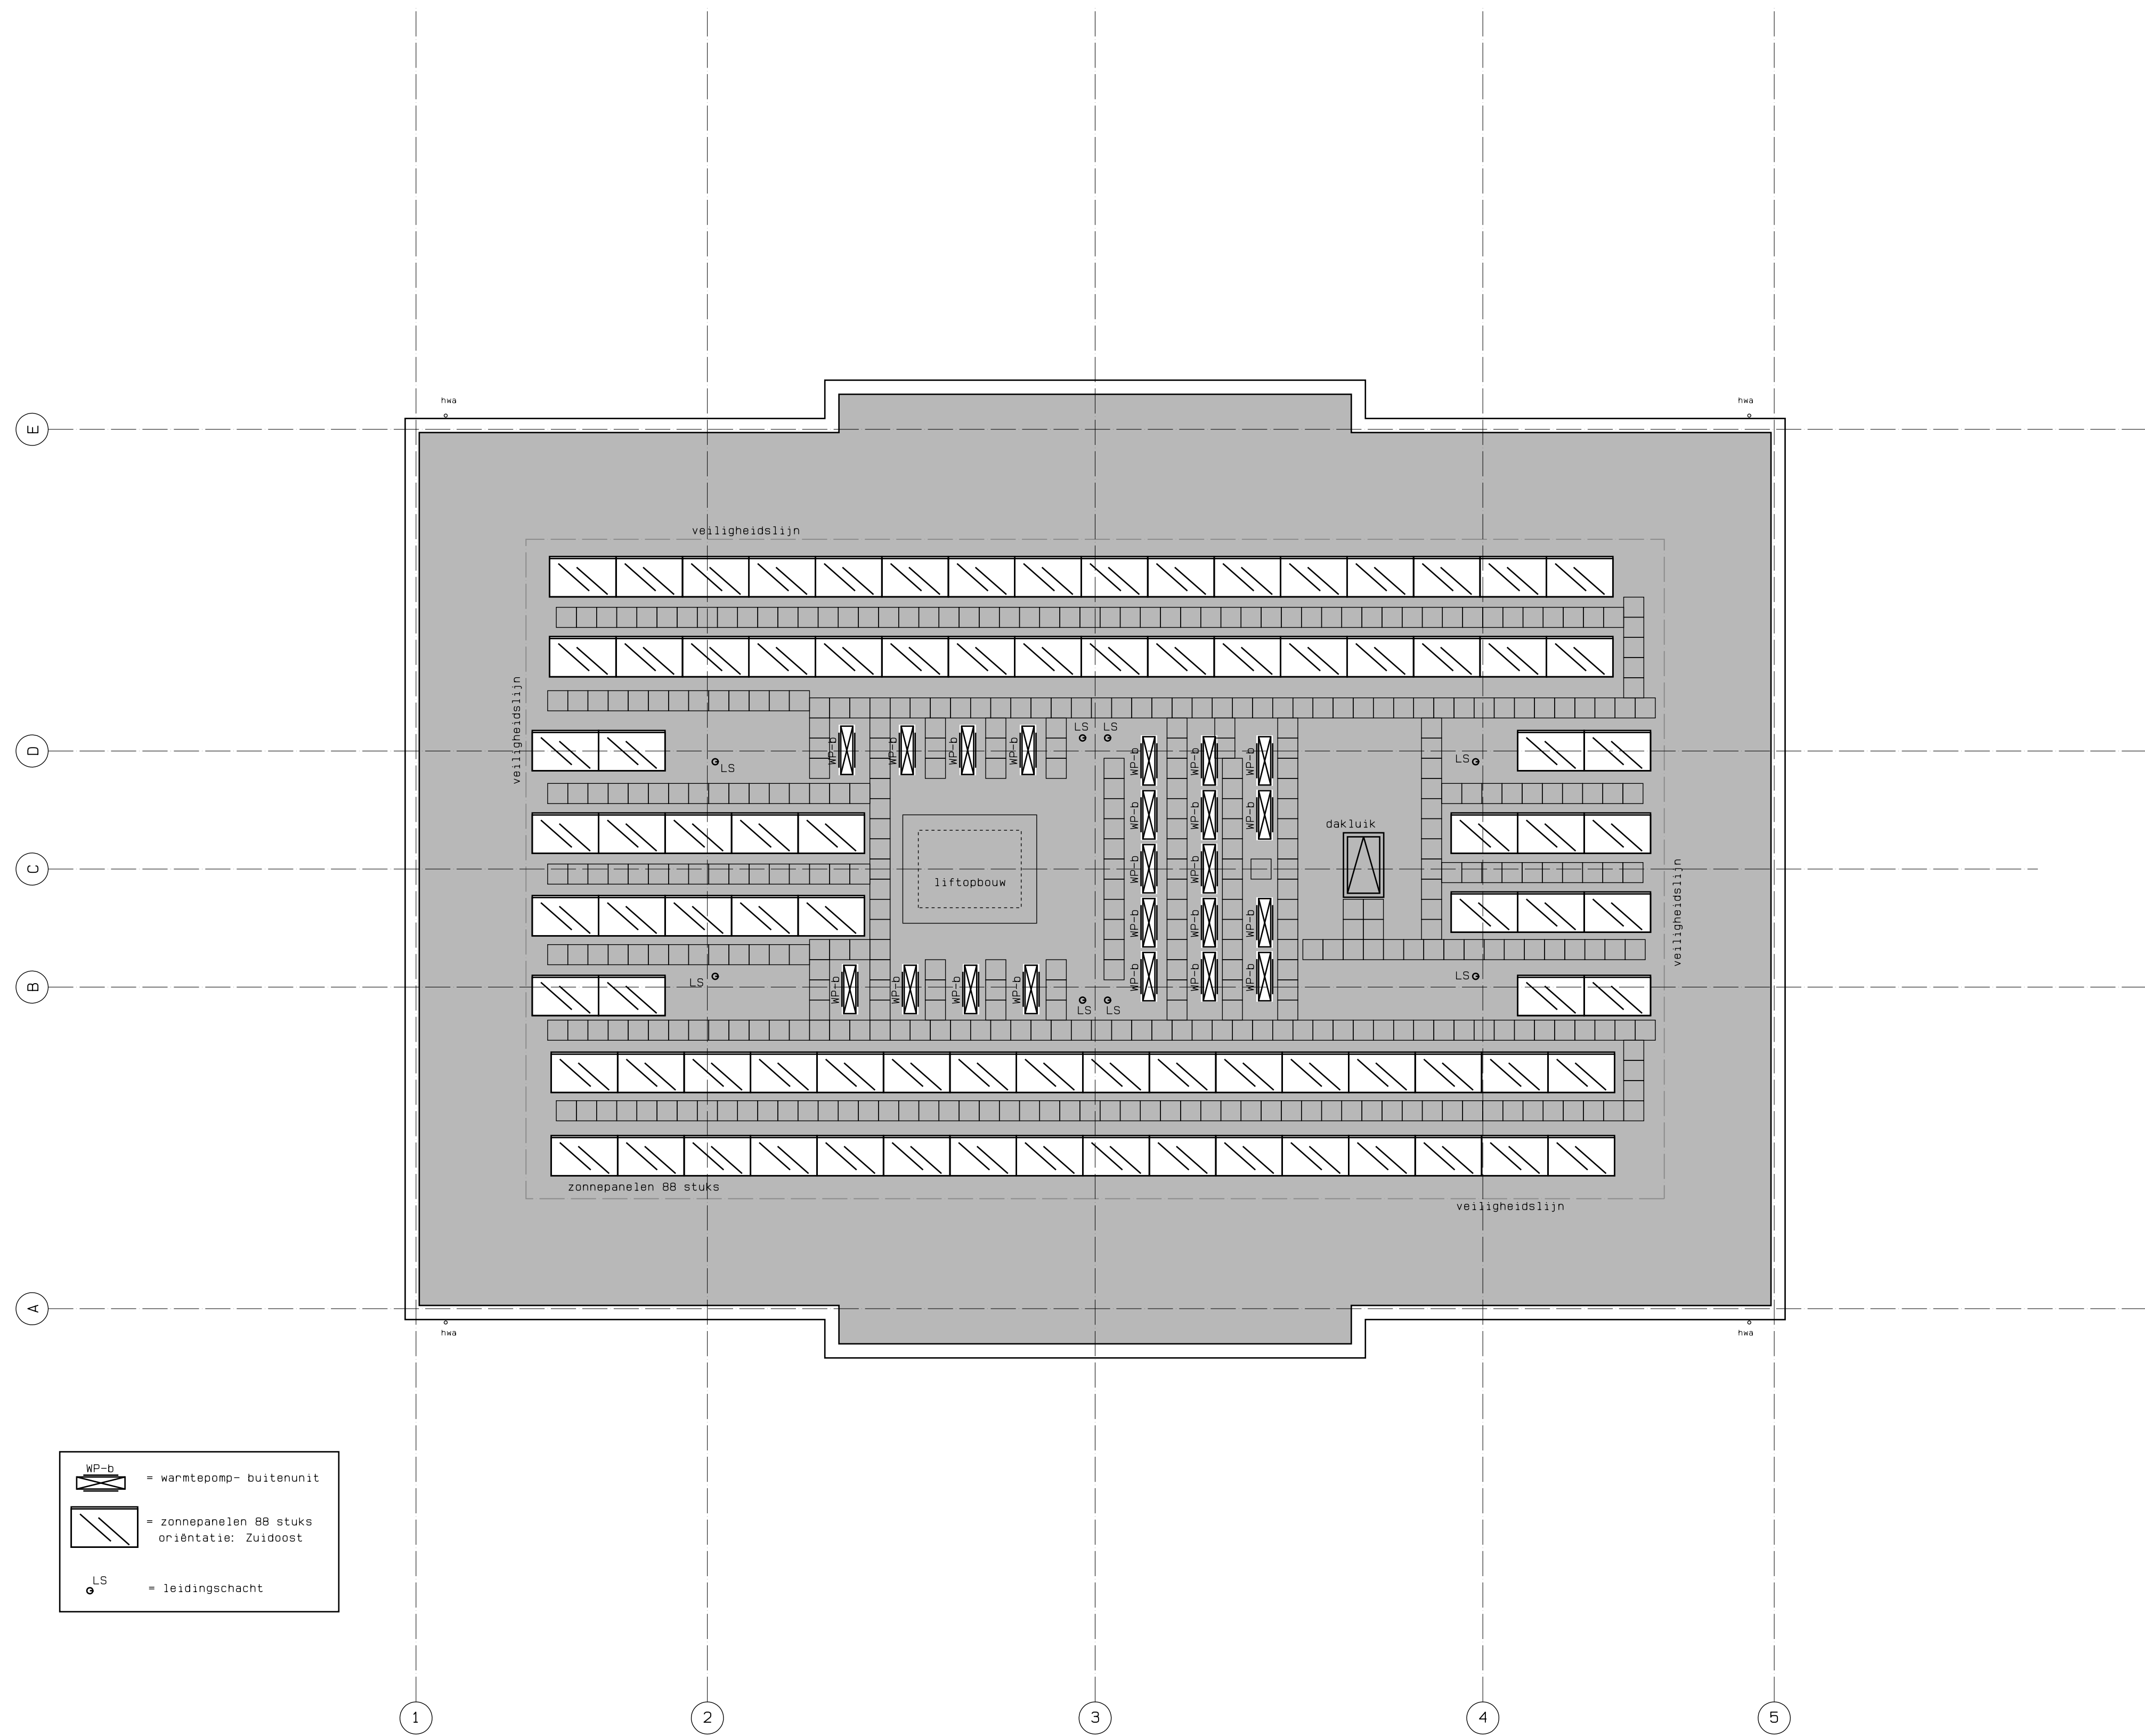 hwa
hwa
E
veiligheidslijn
veiligheidslijn
LS LS
WP-b WP-b WP-b WP-b
WP-b WP-b WP-b
D
LS
LS
WP-b WP-b WP-b
dakluik
C
WP-b WP-b
liftopbouw
veiligheidslijn
WP-b WP-b WP-b
LS
LS
WP-b WP-b WP-b WP-b
WP-b WP-b WP-b
B
LS LS
zonnepanelen 88 stuks
veiligheidslijn
A
hwa
hwa
WP-b
= warmtepomp- buitenunit
= zonnepanelen 88 stuks
oriëntatie: Zuidoost
LS
= leidingschacht
1 2 3 4 5